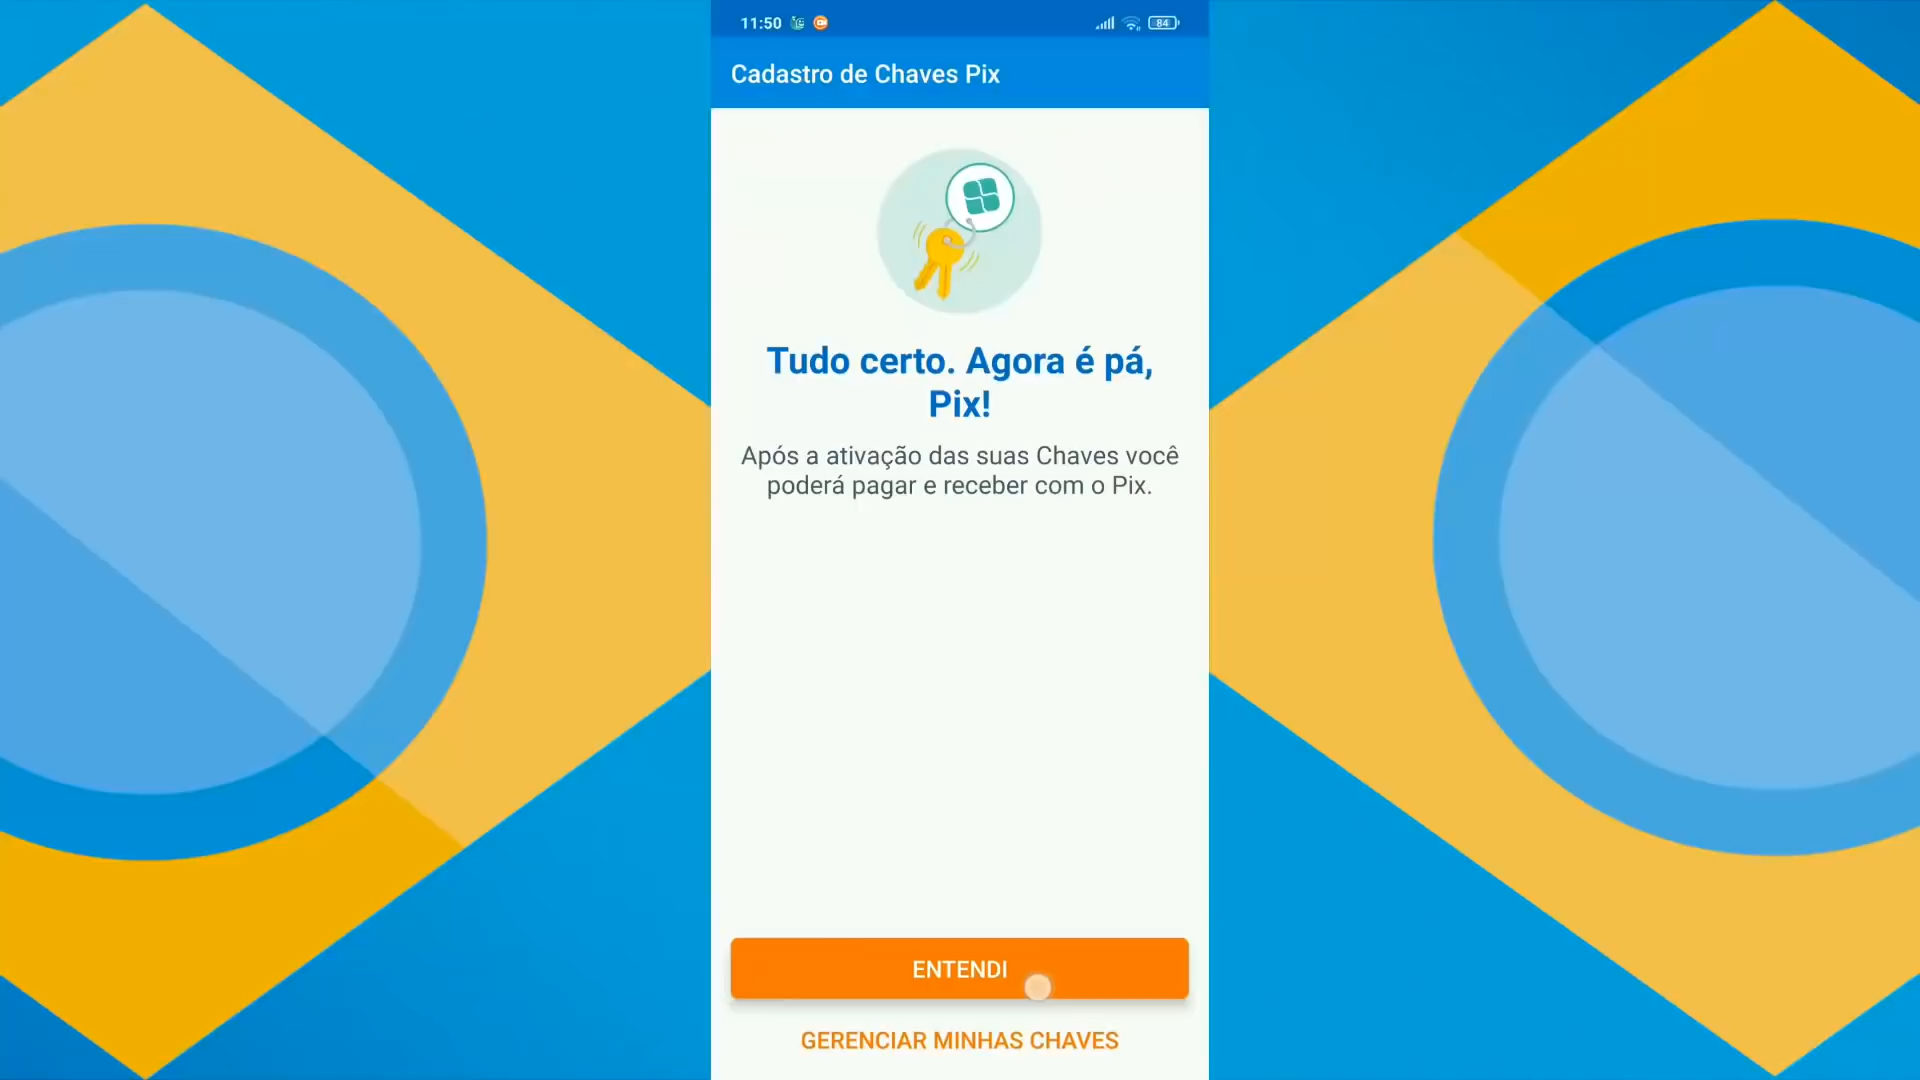 11:50
84
Cadastro de Chaves Pix
Tudo certo. Agora é pá,
Pix!
Após a ativação das suas Chaves você
poderá pagar e receber com o Pix.
ENTENDI
GERENCIAR MINHAS CHAVES